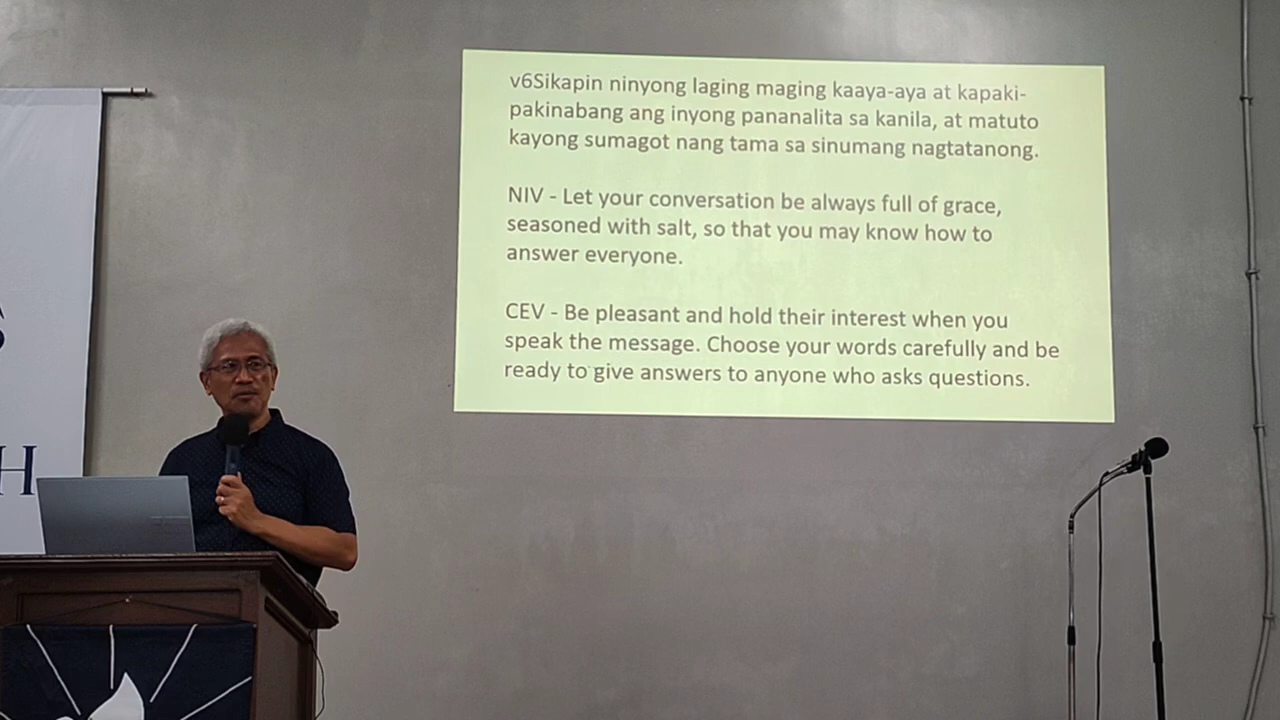 v6Sikapin ninyong laging maging kaaya-aya at kapaki-
pakinabang ang inyong pananalita sa kanila, at matuto
kayong sumagot nang tama sa sinumang nagtatanong.
NIV - Let your conversation be always full of grace,
seasoned with salt, so that you may know how to
answer everyone.
CEV - Be pleasant and hold their interest when you
speak the message. Choose your words carefully and be
ready to give answers to anyone who asks questions.
H